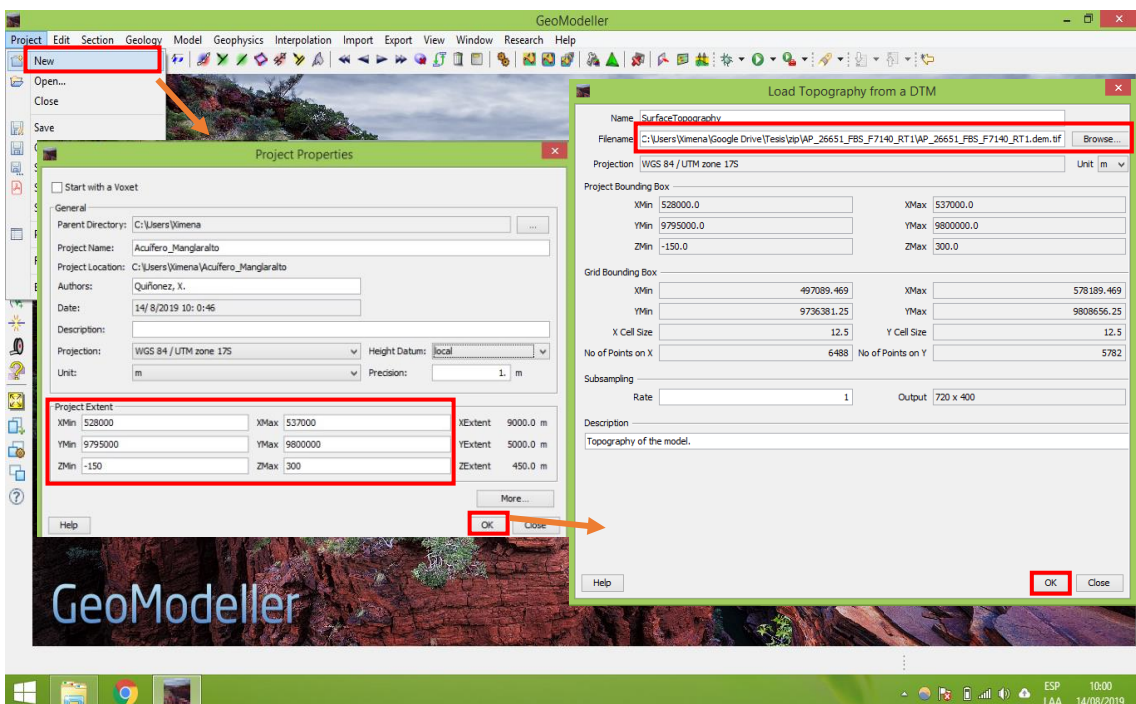 GeoModeller
Project Edit Section Geology Model Geophysics Interpolation Import Export View Window Research Help
New
Open...
Close
Save
Project Properties
Start with a Voxet
General
Parent Directory: C:\Users\Ximena ...
Project Name: Acuífero_Manglaralto
Project Location: C:\Users\Ximena\Acuífero_Manglaralto
Authors: Quiñonez, X.
Date: 14/ 8/2019 10: 0:46
Description:
Projection: WGS 84 / UTM zone 17S Height Datum: local
Unit: m Precision: 1. m
Project Extent
XMin 528000 XMax 537000 XExtent 9000.0 m
YMin 9795000 YMax 9800000 YExtent 5000.0 m
ZMin -150 ZMax 300 ZExtent 450.0 m
More...
Help OK Close
Load Topography from a DTM
Name SurfaceTopography
Filename C:\Users\Ximena\Google Drive\Tesis\zip\AP_26651_FBS_F7140_RT1\AP_26651_FBS_F7140_RT1.dem.tif Browse...
Projection WGS 84 / UTM zone 17S Unit m
Project Bounding Box
XMin 528000.0 XMax 537000.0
YMin 9795000.0 YMax 9800000.0
ZMin -150.0 ZMax 300.0
Grid Bounding Box
XMin 497089.469 XMax 578189.469
YMin 9736381.25 YMax 9808656.25
X Cell Size 12.5 Y Cell Size 12.5
No of Points on X 6488 No of Points on Y 5782
Subsampling
Rate 1 Output 720 x 400
Description
Topography of the model.
Help OK Close
GeoModeller
ESP 10:00
LAA 14/08/2019